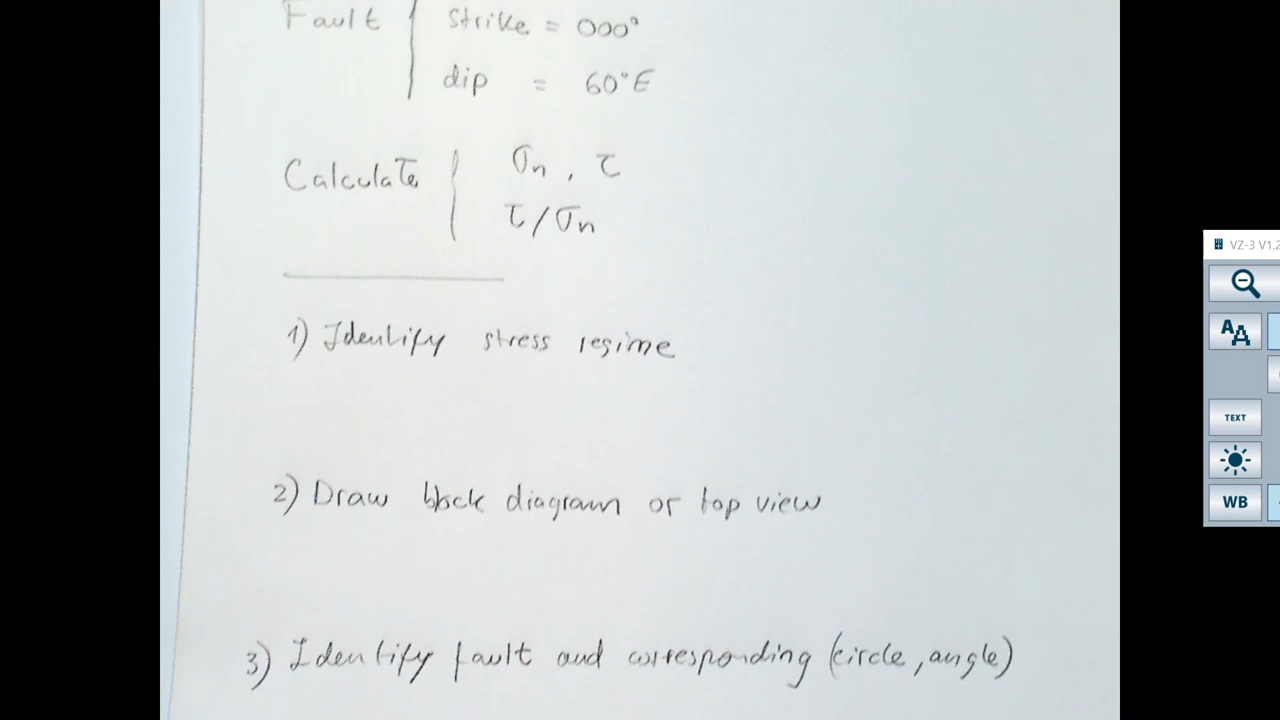 Fault { strike = 000°
dip = 60°E
Calculate { σn, τ
τ/σn
1) Identify stress regime
2) Draw block diagram or top view
3) Identify fault and corresponding (circle, angle)
VZ-3 V1.2
AA
TEXT
WB